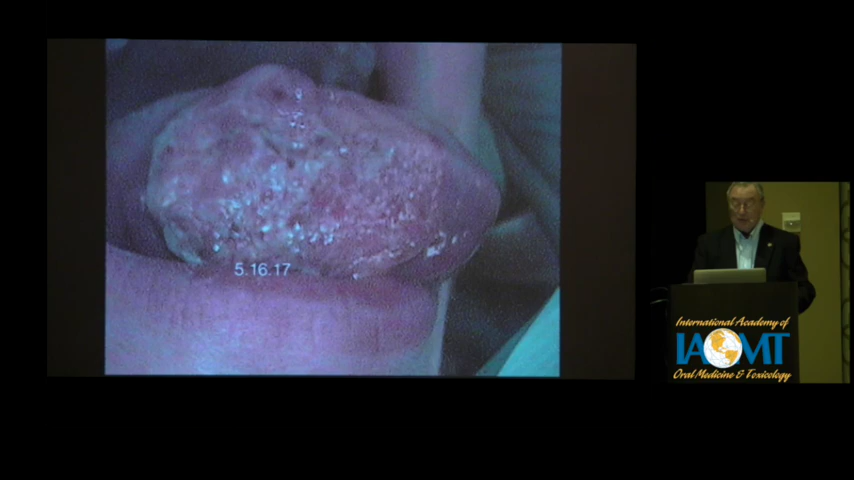 5.16.17
International Academy of
IAOMT
Oral Medicine & Toxicology